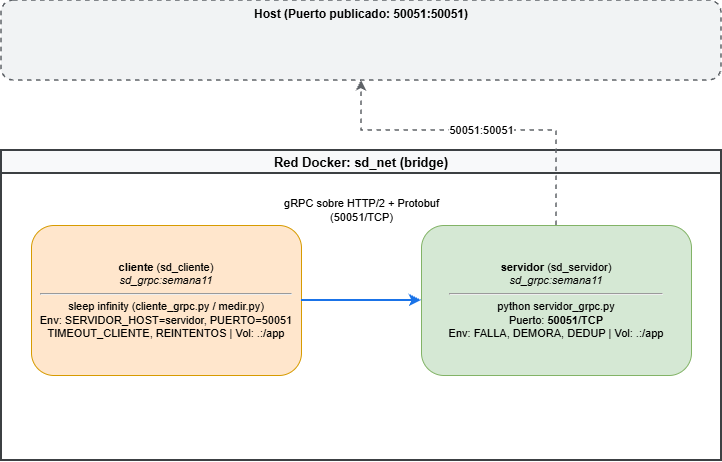 Host (Puerto publicado: 50051:50051)
50051:50051
Red Docker: sd_net (bridge)
gRPC sobre HTTP/2 + Protobuf
(50051/TCP)
cliente (sd_cliente)
sd_grpc:semana11
sleep infinity (cliente_grpc.py / medir.py)
Env: SERVIDOR_HOST=servidor, PUERTO=50051
TIMEOUT_CLIENTE, REINTENTOS | Vol: .:/app
servidor (sd_servidor)
sd_grpc:semana11
python servidor_grpc.py
Puerto: 50051/TCP
Env: FALLA, DEMORA, DEDUP | Vol: .:/app